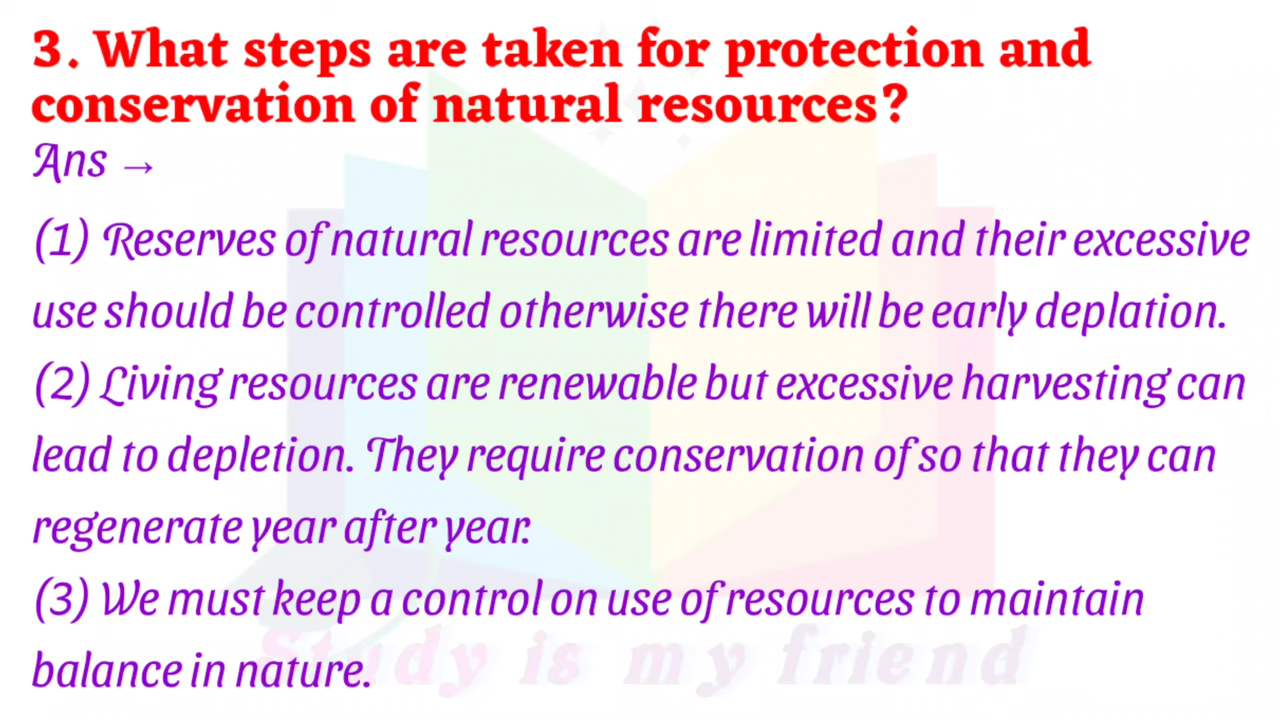 3. What steps are taken for protection and
conservation of natural resources?
Ans →
(1) Reserves of natural resources are limited and their excessive
use should be controlled otherwise there will be early deplation.
(2) Living resources are renewable but excessive harvesting can
lead to depletion. They require conservation of so that they can
regenerate year after year.
(3) We must keep a control on use of resources to maintain
Study is my friend
balance in nature.